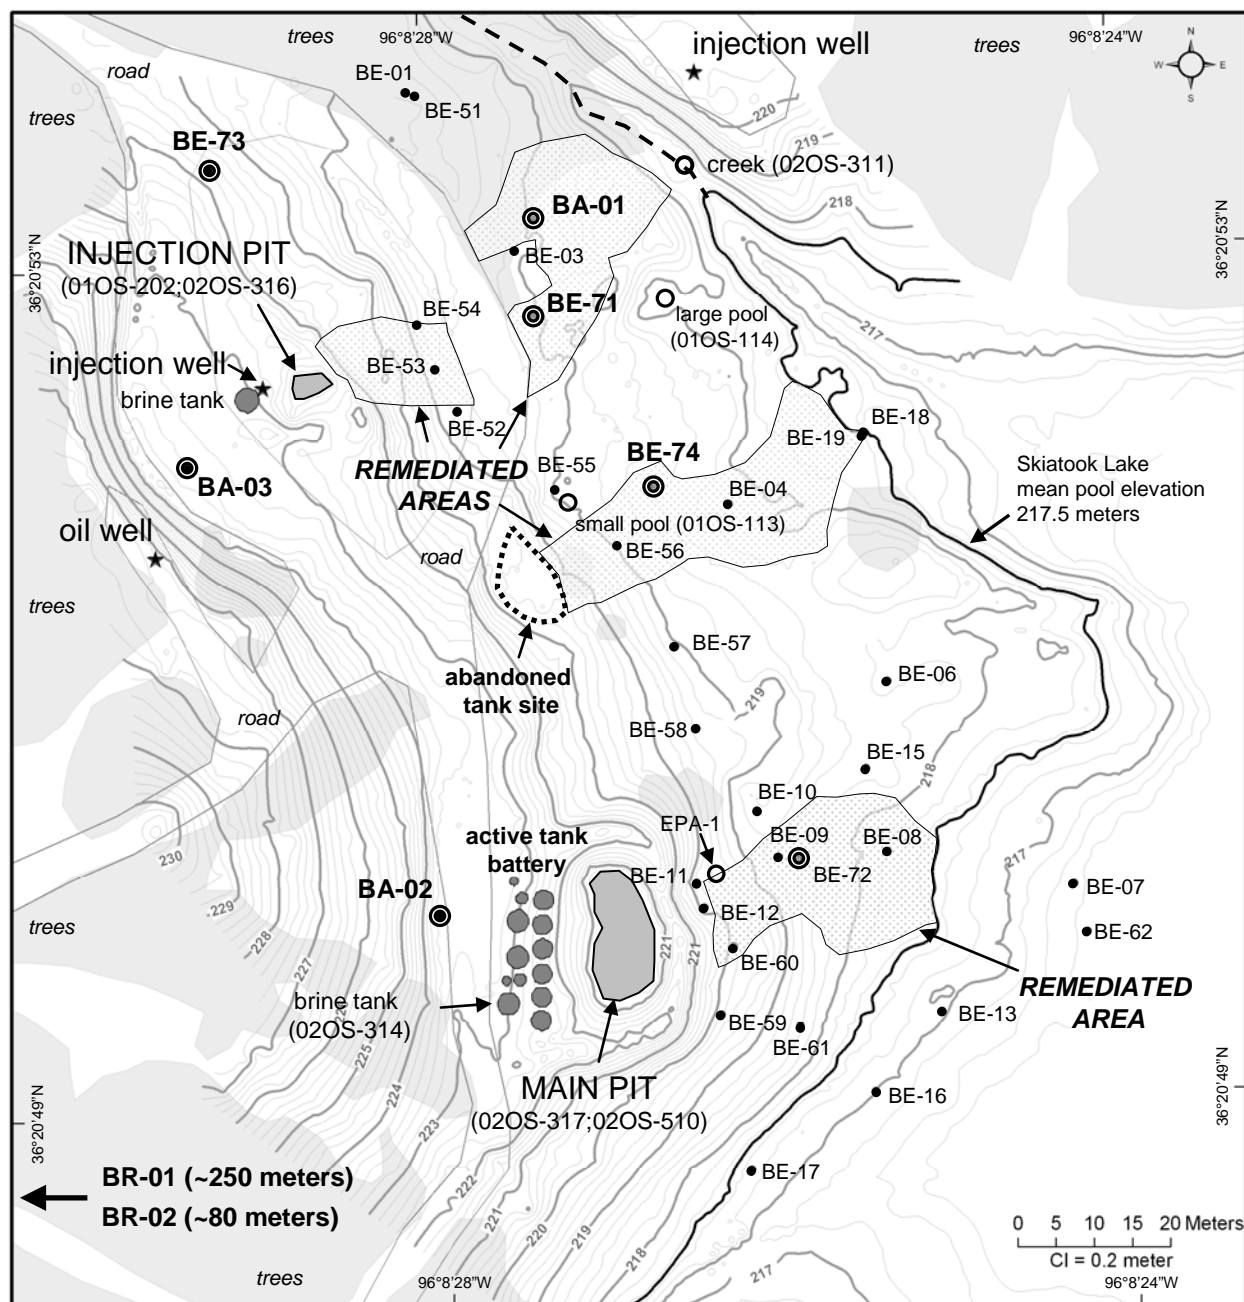 trees
96°8'28"W
injection well
trees
96°8'24"W
N
W
E
S
road
BE-01
BE-51
220
trees
219
BE-73
creek (02OS-311)
BA-01
218
36°20'53"N
36°20'53"N
INJECTION PIT
(01OS-202;02OS-316)
BE-03
BE-71
BE-54
large pool
(01OS-114)
217
injection well
BE-53
brine tank
BE-52
BE-18
BE-19
REMEDIATED
AREAS
BE-55
BE-74
Skiatook Lake
mean pool elevation
217.5 meters
BA-03
BE-04
small pool (01OS-113)
oil well
road
BE-56
trees
BE-57
abandoned
tank site
219
BE-06
road
BE-58
BE-15
218
BE-10
EPA-1
active tank
battery
BE-09
BE-08
230
217
BE-11
BE-72
BE-07
BA-02
229
BE-12
trees
BE-62
228
221
221
BE-60
227
REMEDIATED
AREA
brine tank
(02OS-314)
BE-59
BE-13
BE-61
225
MAIN PIT
(02OS-317;02OS-510)
224
BE-16
36°20'49"N
36°20'49"N
223
BR-01 (~250 meters)
BE-17
222
BR-02 (~80 meters)
221
220
219
218
0 5 10 15 20 Meters
CI = 0.2 meter
217
trees
96°8'28"W
96°8'24"W